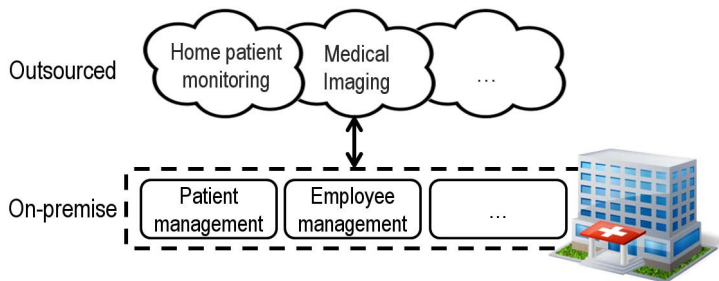 Outsourced
Home patient
monitoring
Medical
Imaging
...
On-premise
Patient
management
Employee
management
...